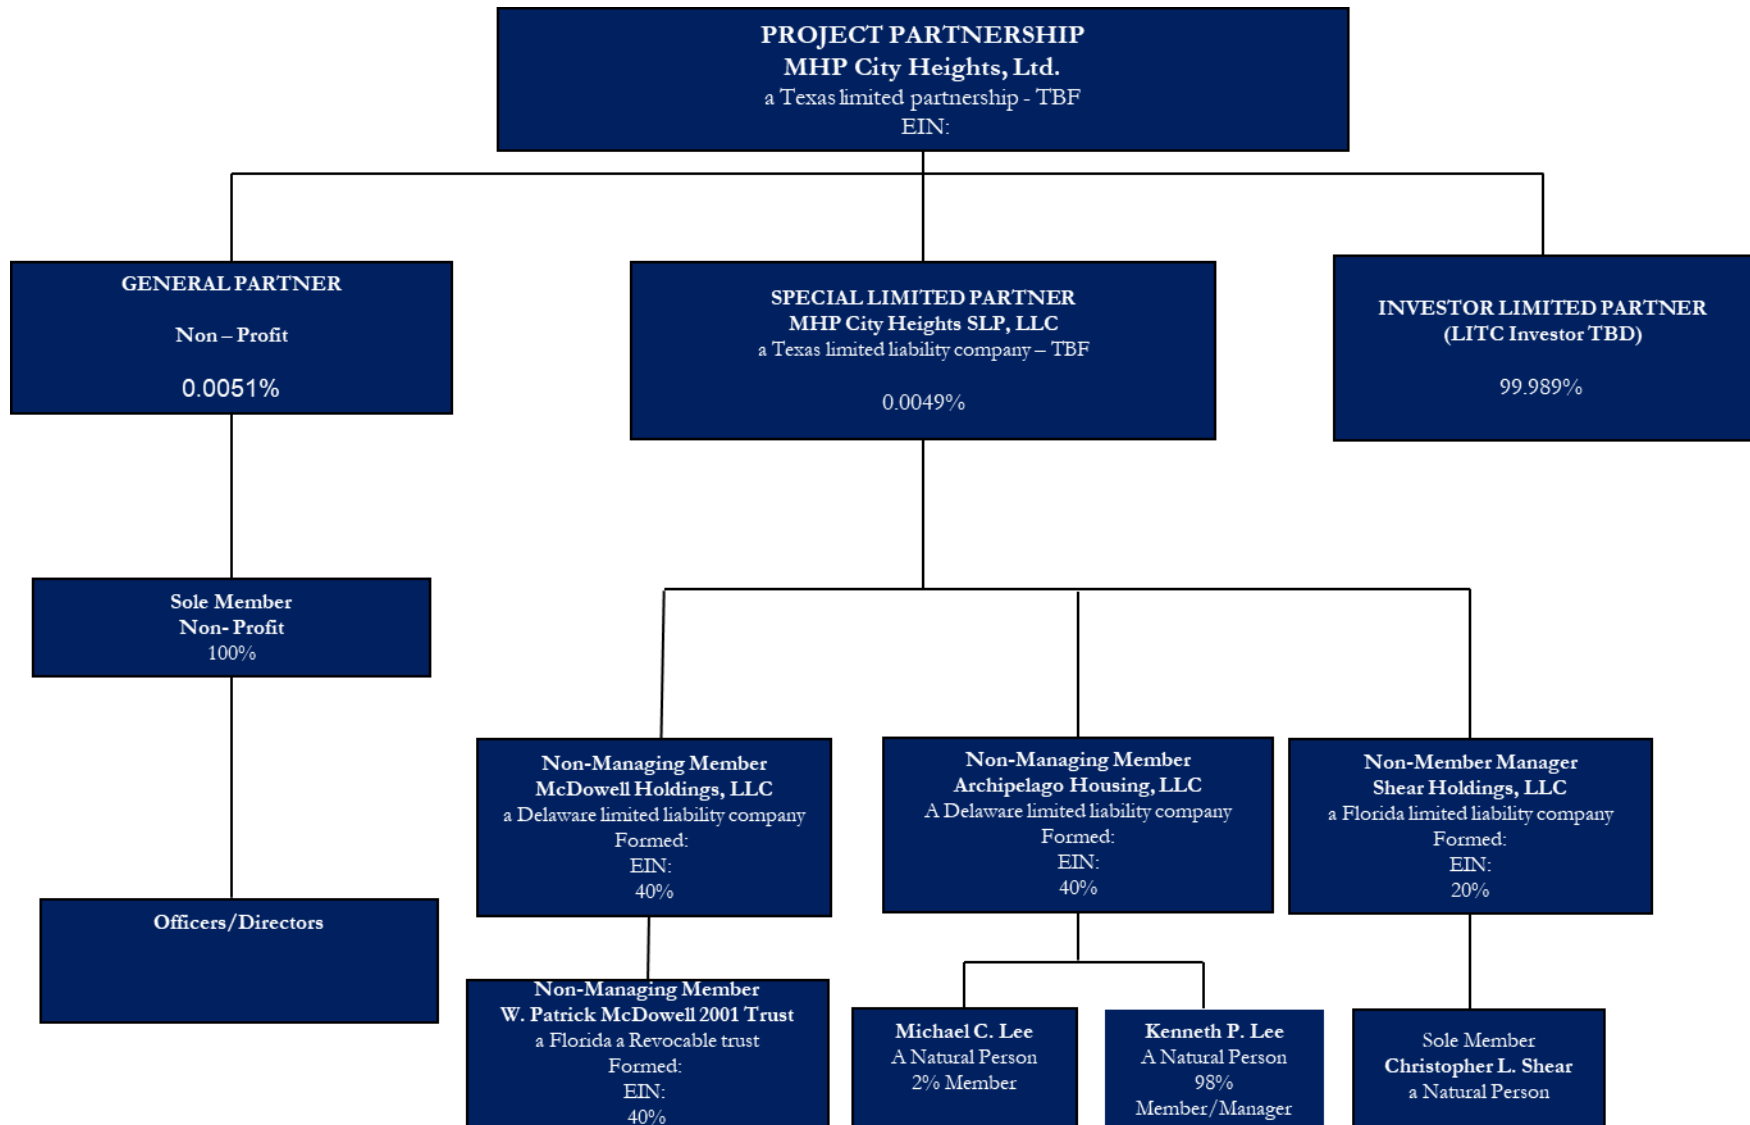 PROJECT PARTNERSHIP
MHP City Heights, Ltd.
a Texas limited partnership - TBF
EIN:
GENERAL PARTNER
Non – Profit
0.0051%
SPECIAL LIMITED PARTNER
MHP City Heights SLP, LLC
a Texas limited liability company – TBF
0.0049%
INVESTOR LIMITED PARTNER
(LITC Investor TBD)
99.989%
Sole Member
Non- Profit
100%
Officers/Directors
Non-Managing Member
McDowell Holdings, LLC
a Delaware limited liability company
Formed:
EIN:
40%
Non-Managing Member
Archipelago Housing, LLC
A Delaware limited liability company
Formed:
EIN:
40%
Non-Member Manager
Shear Holdings, LLC
a Florida limited liability company
Formed:
EIN:
20%
Non-Managing Member
W. Patrick McDowell 2001 Trust
a Florida a Revocable trust
Formed:
EIN:
40%
Michael C. Lee
A Natural Person
2% Member
Kenneth P. Lee
A Natural Person
98%
Member/Manager
Sole Member
Christopher L. Shear
a Natural Person